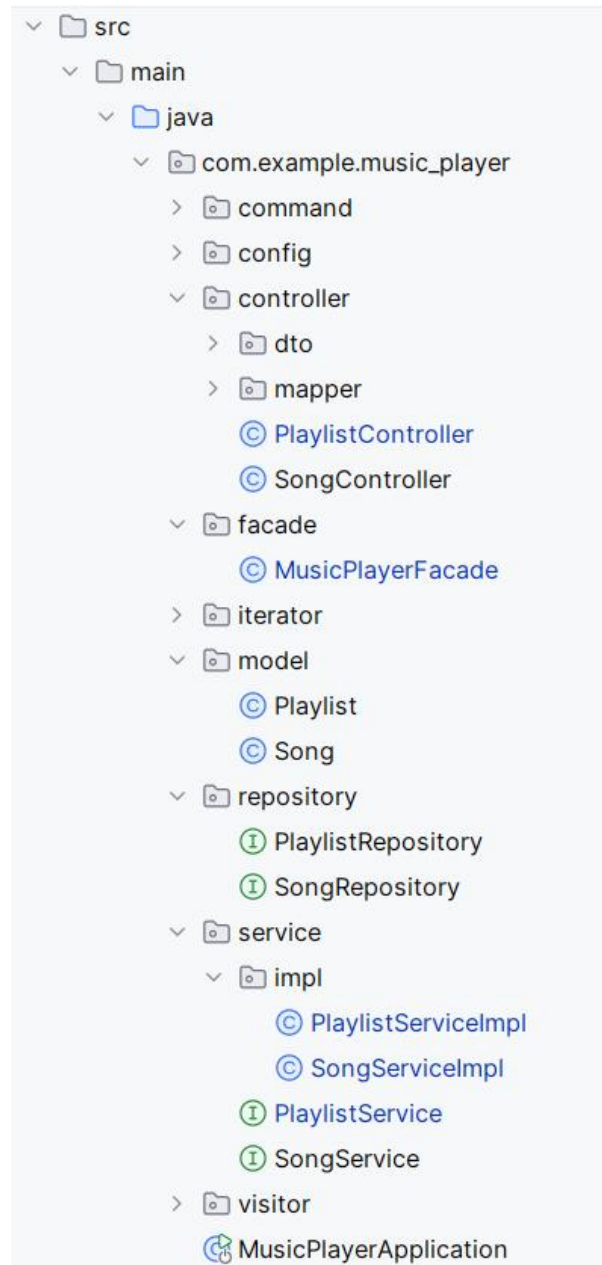 src
main
java
com.example.music_player
command
config
controller
dto
mapper
PlaylistController
SongController
facade
MusicPlayerFacade
iterator
model
Playlist
Song
repository
PlaylistRepository
SongRepository
service
impl
PlaylistServiceImpl
SongServiceImpl
PlaylistService
SongService
visitor
MusicPlayerApplication